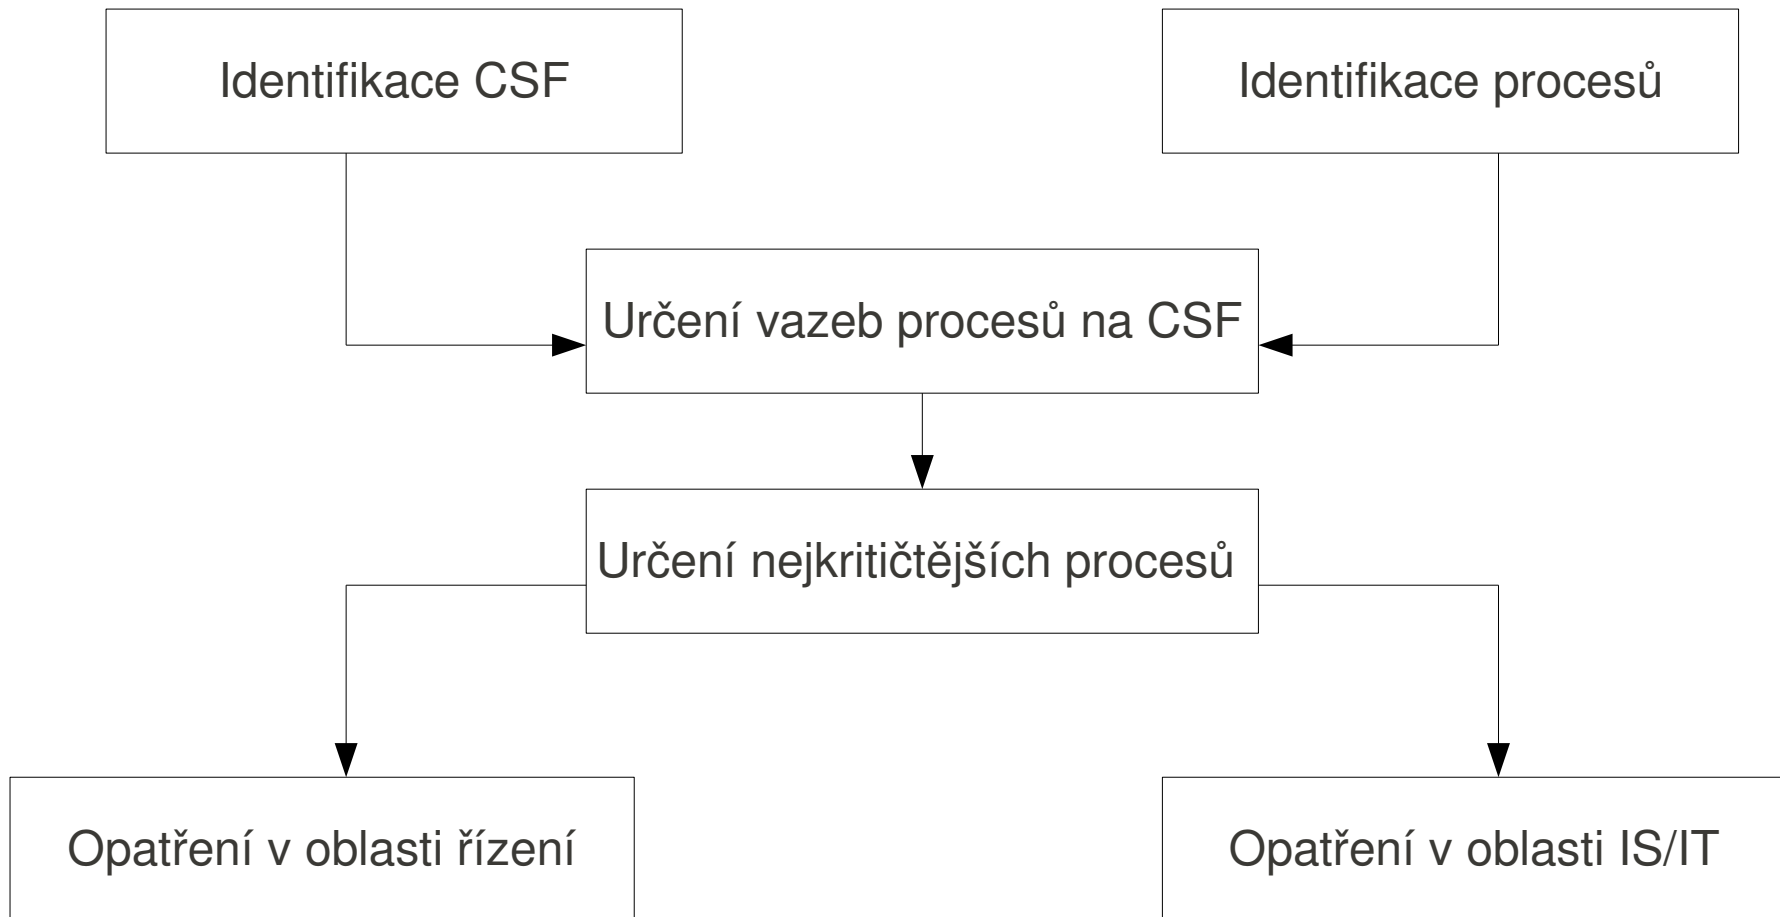 Identifikace CSF
Identifikace procesů
Určení vazeb procesů na CSF
Určení nejkritičtějších procesů
Opatření v oblasti řízení
Opatření v oblasti IS/IT